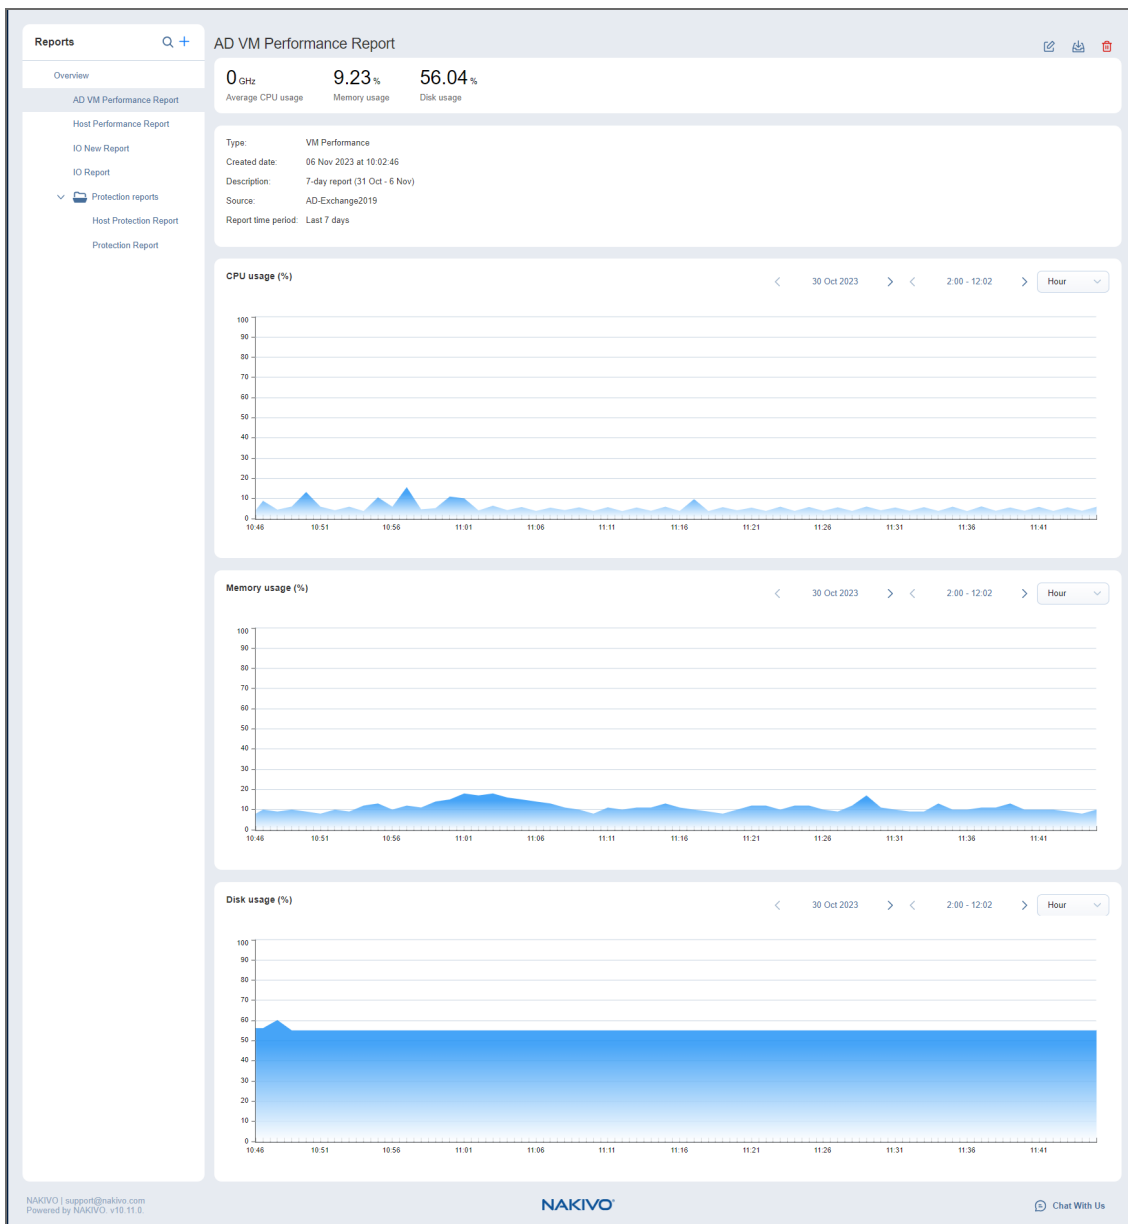 Reports
Overview
AD VM Performance Report
Host Performance Report
IO New Report
IO Report
Protection reports
Host Protection Report
Protection Report
AD VM Performance Report
0 GHz 9.23 % 56.04 %
Average CPU usage Memory usage Disk usage
Type: VM Performance
Created date: 06 Nov 2023 at 10:02:46
Description: 7-day report (31 Oct - 6 Nov)
Source: AD-Exchange2019
Report time period: Last 7 days
CPU usage (%)
30 Oct 2023 2:00 - 12:02 Hour
100
90
80
70
60
50
40
30
20
10
0
10:46 10:51 10:56 11:01 11:06 11:11 11:16 11:21 11:26 11:31 11:36 11:41
Memory usage (%)
30 Oct 2023 2:00 - 12:02 Hour
100
90
80
70
60
50
40
30
20
10
0
10:46 10:51 10:56 11:01 11:06 11:11 11:16 11:21 11:26 11:31 11:36 11:41
Disk usage (%)
30 Oct 2023 2:00 - 12:02 Hour
100
90
80
70
60
50
40
30
20
10
0
10:46 10:51 10:56 11:01 11:06 11:11 11:16 11:21 11:26 11:31 11:36 11:41
NAKIVO | support@nakivo.com
Powered by NAKIVO. v10.11.0.
NAKIVO®
Chat With Us